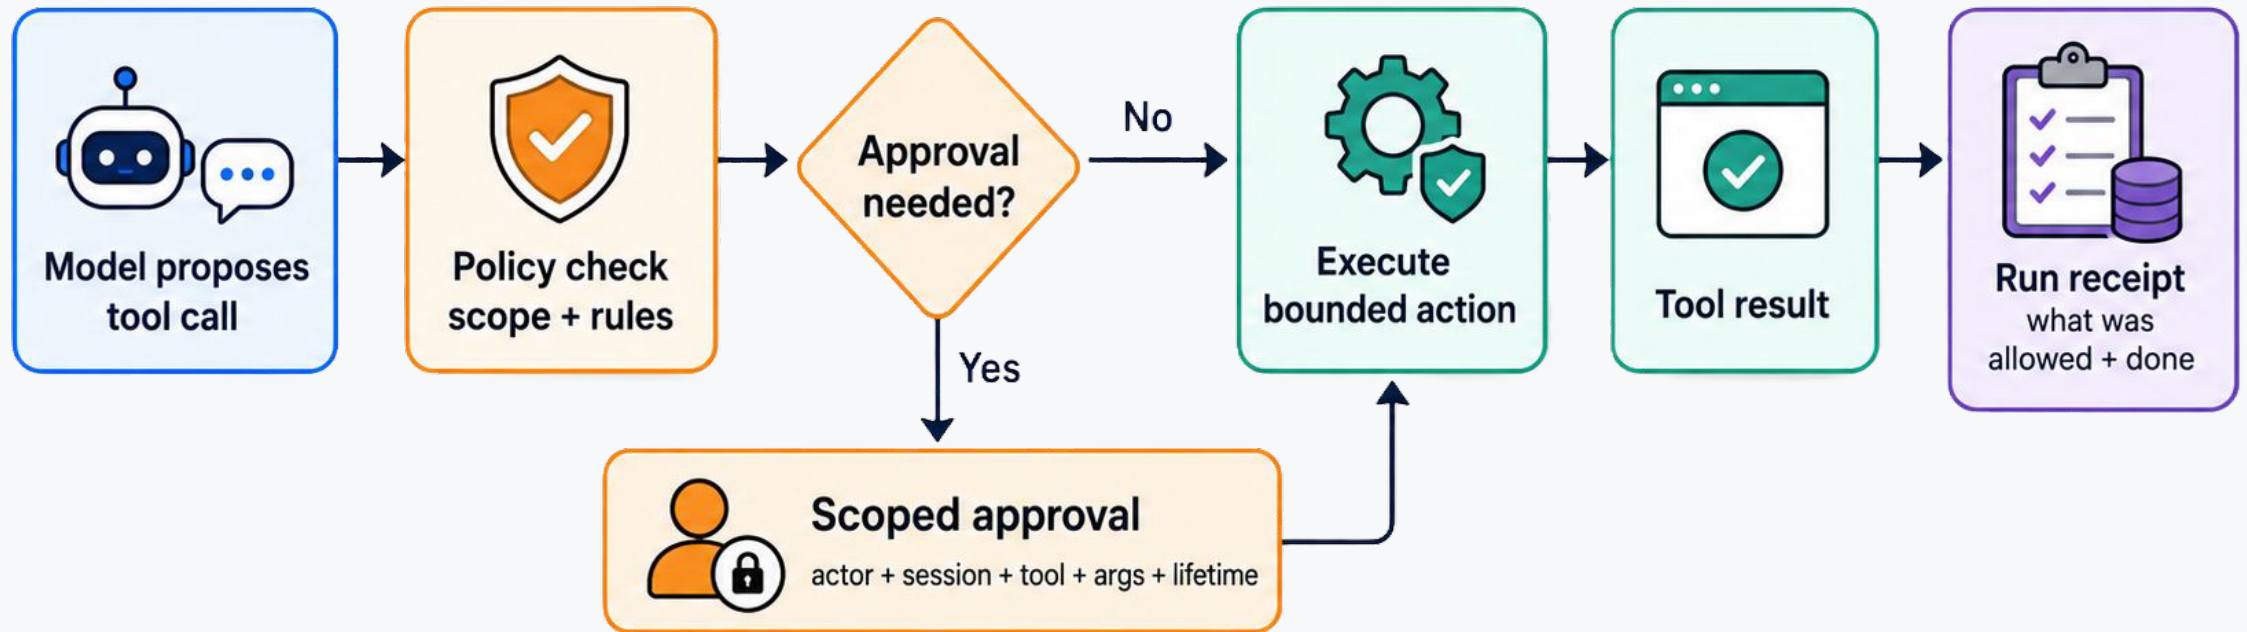 Model proposes
tool call
Policy check
scope + rules
Approval
needed?
No
Yes
Scoped approval
actor + session + tool + args + lifetime
Execute
bounded action
Tool result
Run receipt
what was
allowed + done